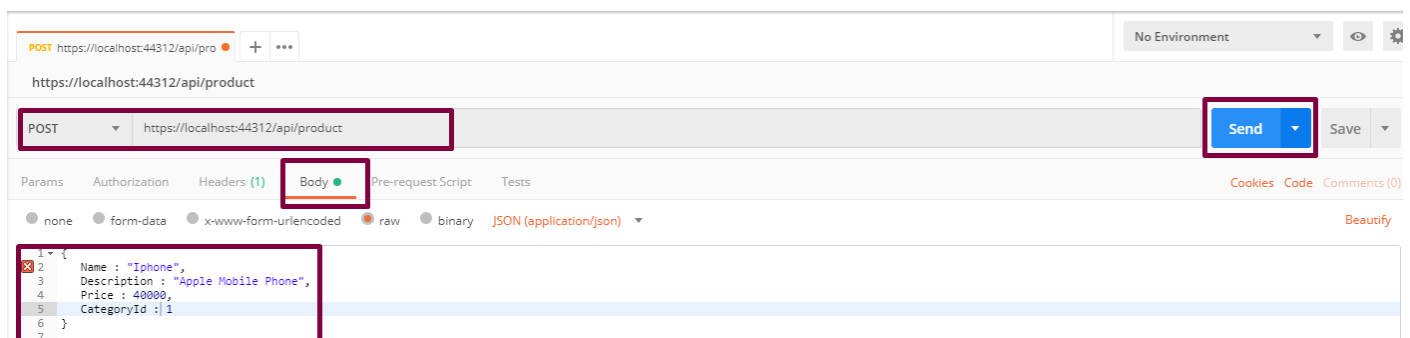 POST https://localhost:44312/api/pro + ••• No Environment
https://localhost:44312/api/product
POST https://localhost:44312/api/product Send Save
Params Authorization Headers (1) Body Pre-request Script Tests Cookies Code Comments (0)
none form-data x-www-form-urlencoded raw binary JSON (application/json) Beautify
1 {
2 Name : "Iphone",
3 Description : "Apple Mobile Phone",
4 Price : 40000,
5 CategoryId : 1
6 }
7